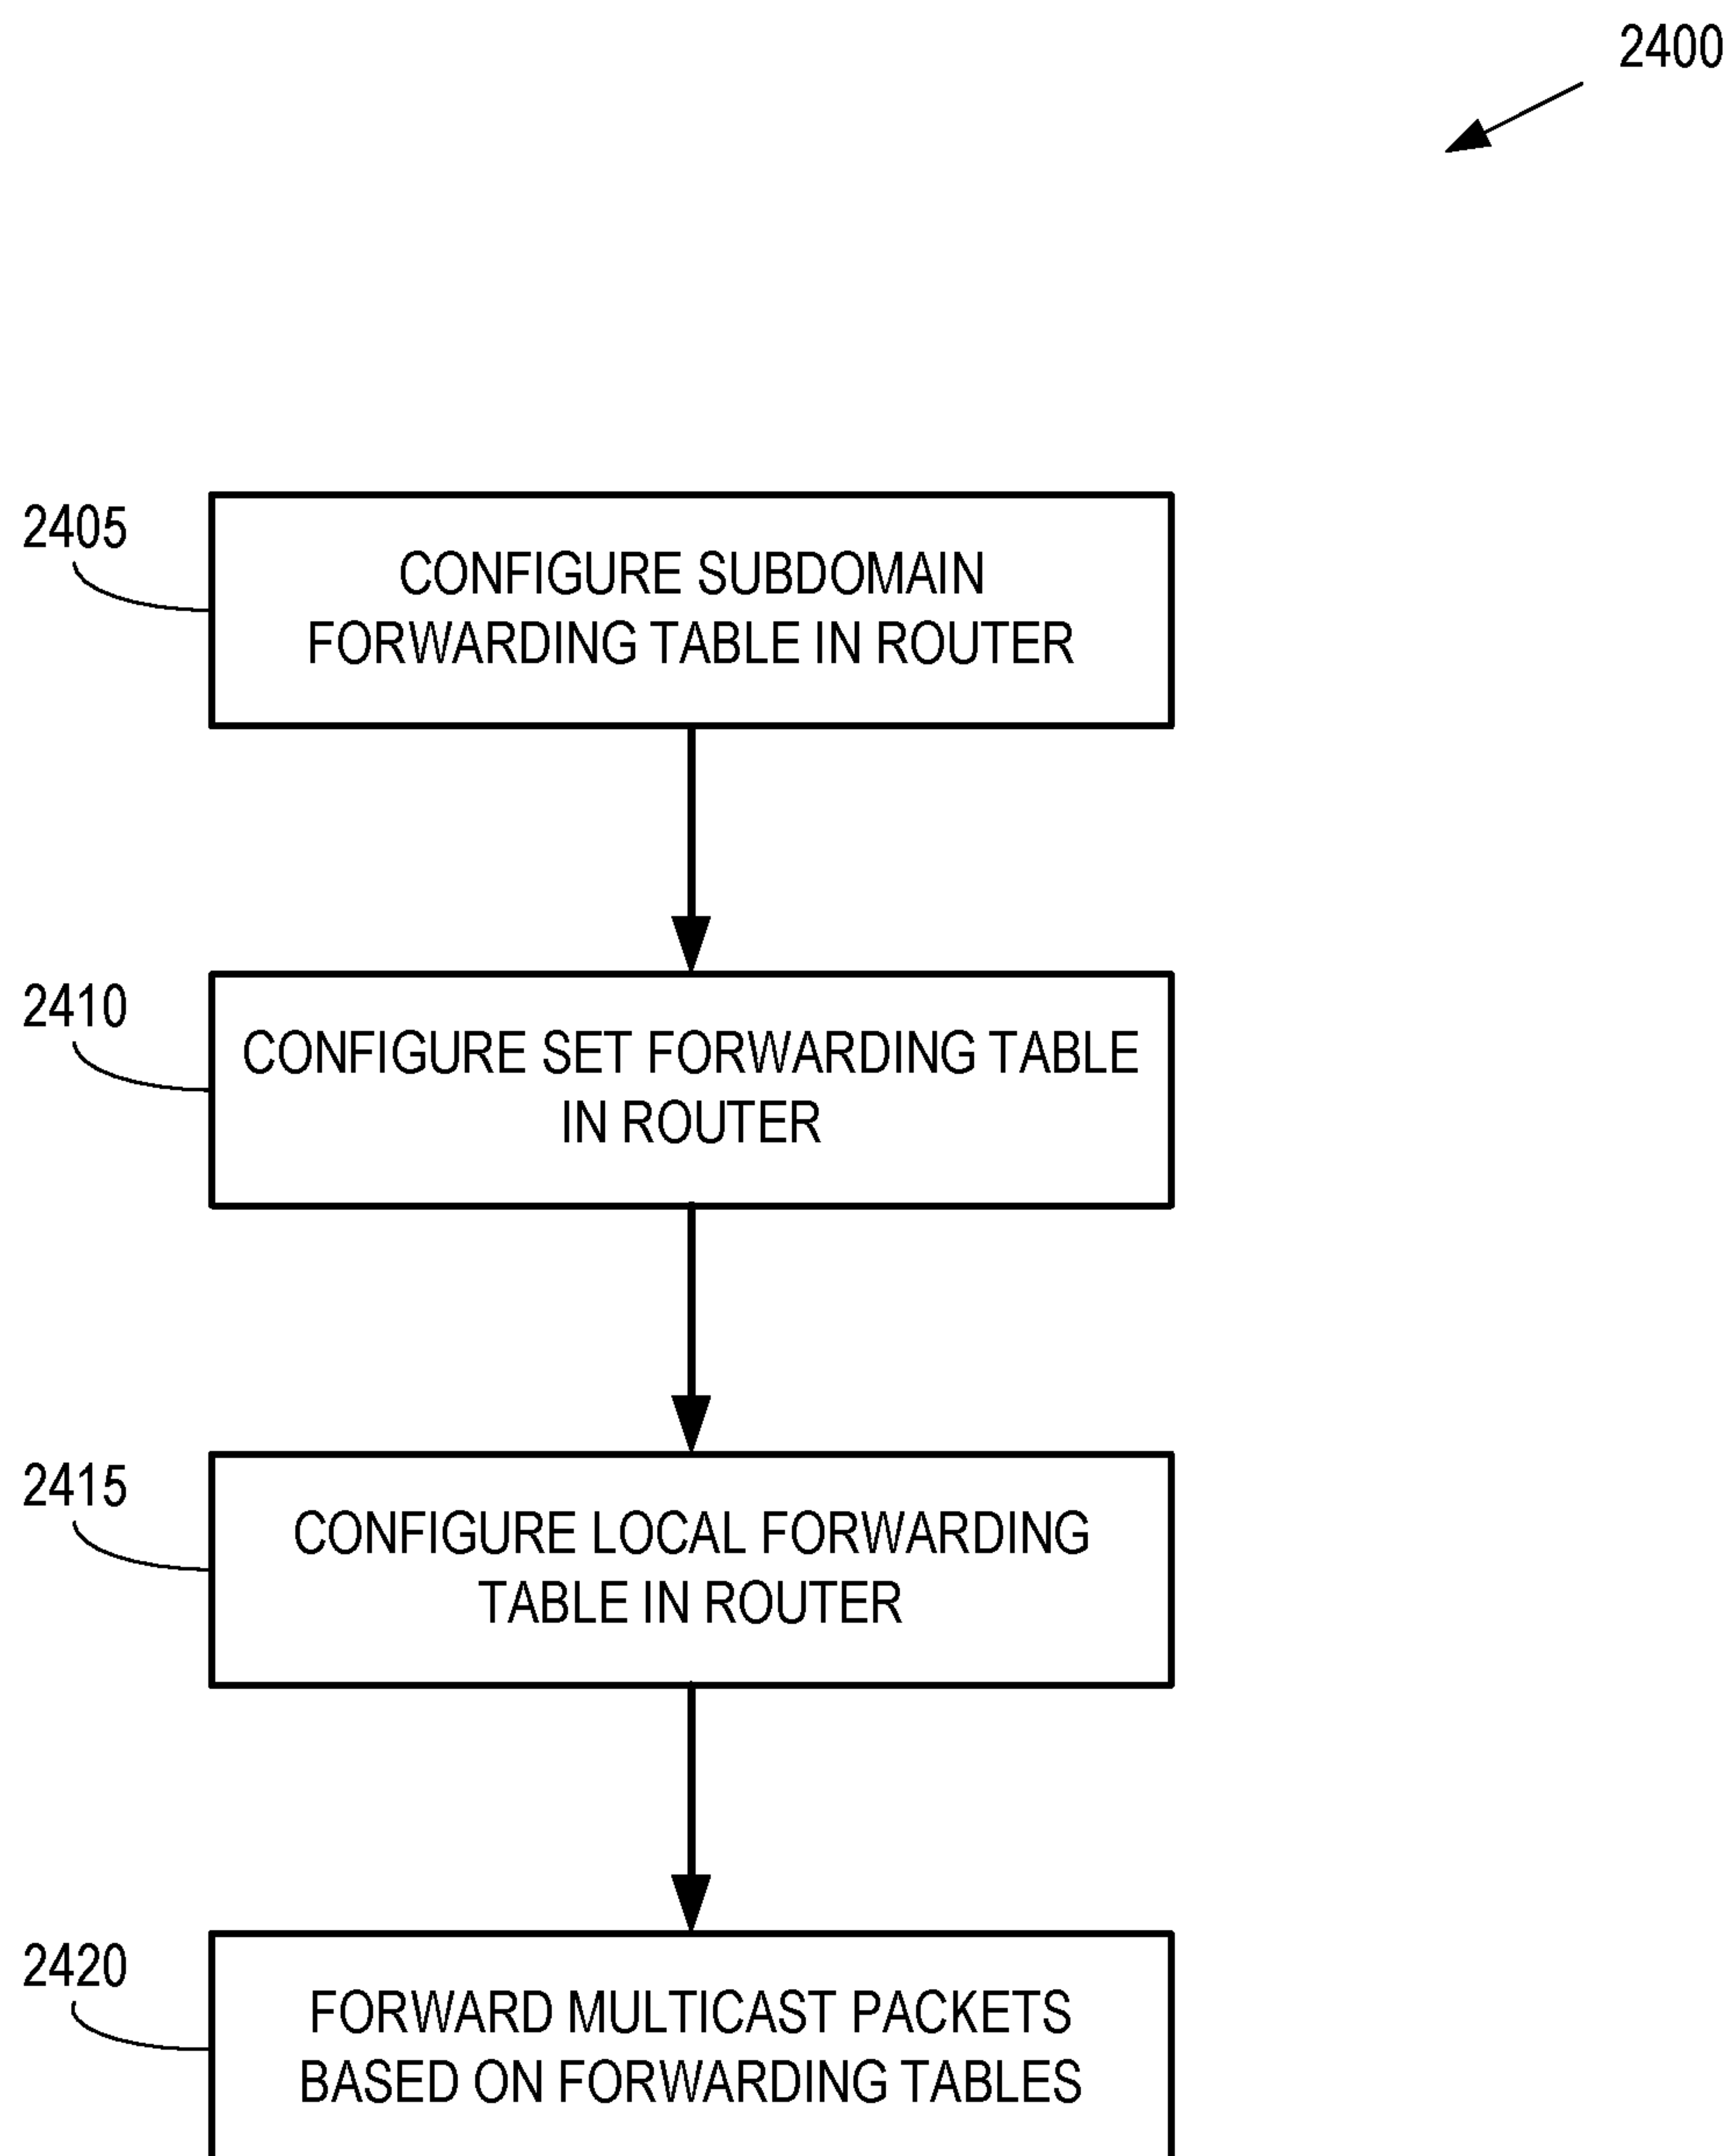 2400
2405
CONFIGURE SUBDOMAIN
FORWARDING TABLE IN ROUTER
2410
CONFIGURE SET FORWARDING TABLE
IN ROUTER
2415
CONFIGURE LOCAL FORWARDING
TABLE IN ROUTER
2420
FORWARD MULTICAST PACKETS
BASED ON FORWARDING TABLES